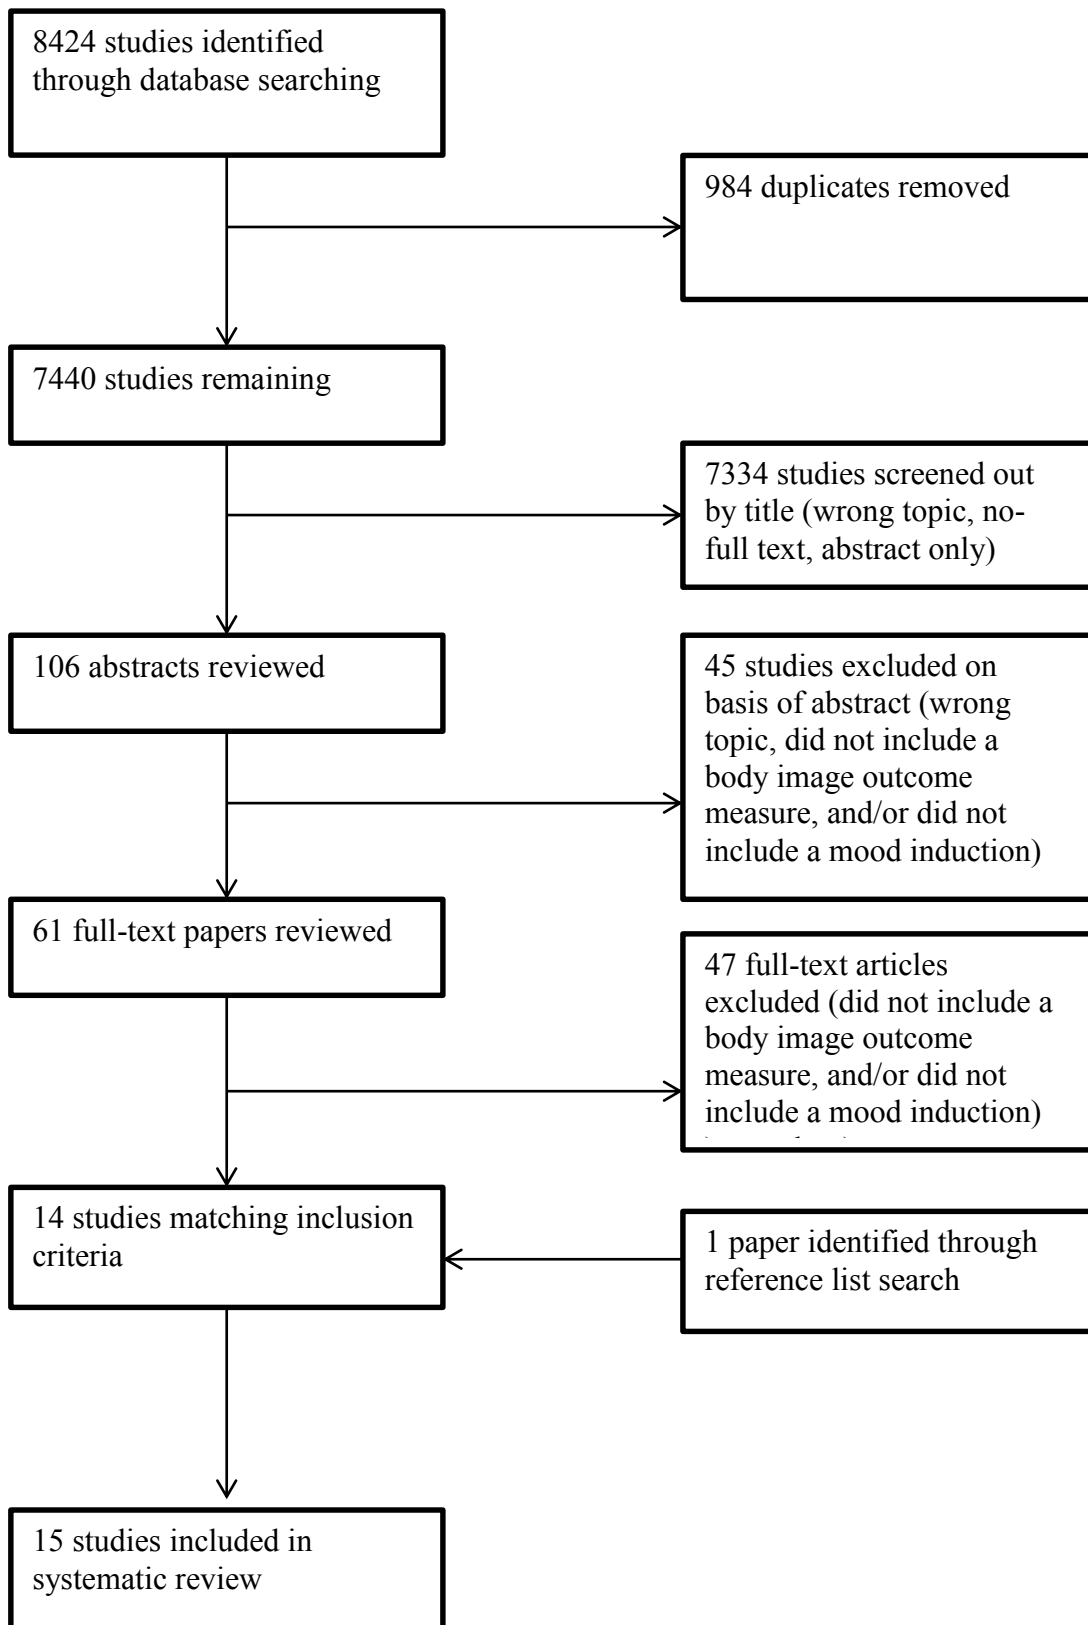 8424 studies identified
through database searching
984 duplicates removed
7440 studies remaining
7334 studies screened out
by title (wrong topic, no-
full text, abstract only)
106 abstracts reviewed
45 studies excluded on
basis of abstract (wrong
topic, did not include a
body image outcome
measure, and/or did not
include a mood induction)
61 full-text papers reviewed
47 full-text articles
excluded (did not include a
body image outcome
measure, and/or did not
include a mood induction)
14 studies matching inclusion
criteria
1 paper identified through
reference list search
15 studies included in
systematic review